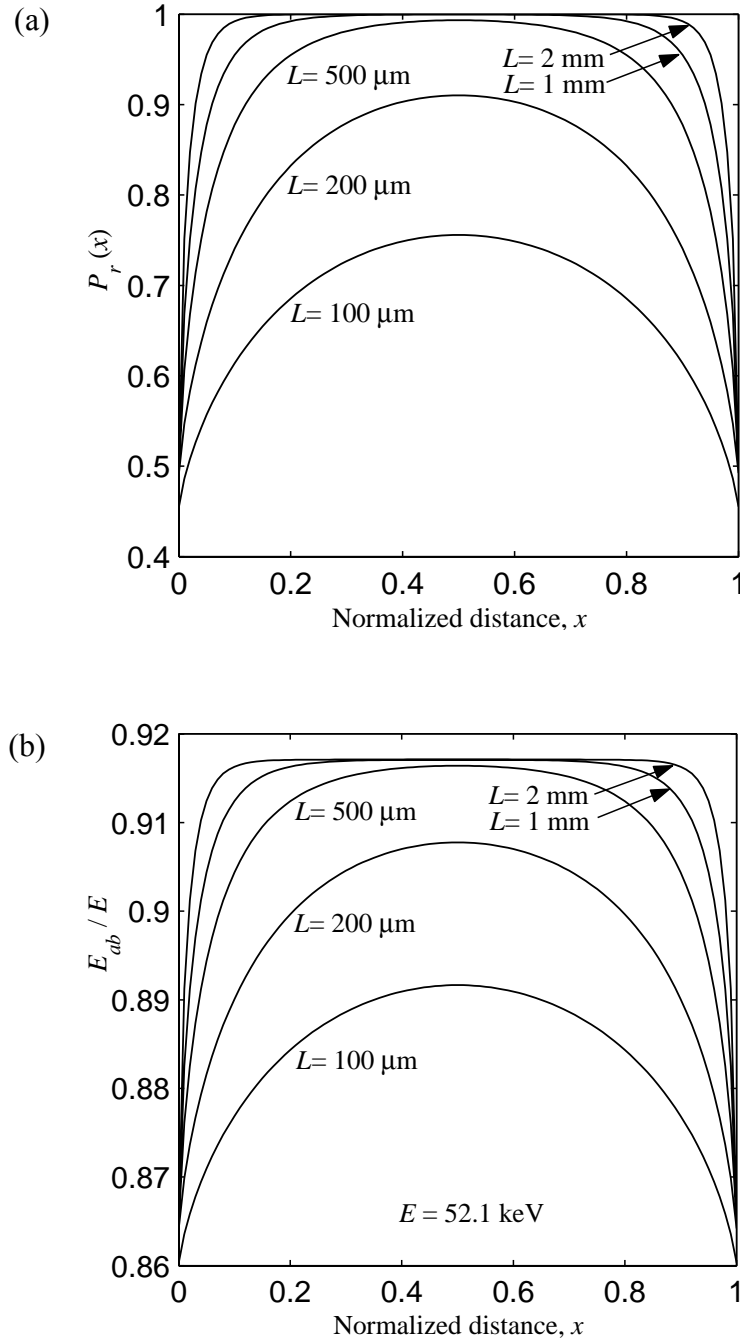 (a)
1
0.9
0.8
0.7
0.6
0.5
0.4
P_r(x)
L= 2 mm
L= 1 mm
L= 500 μm
L= 200 μm
L= 100 μm
0 0.2 0.4 0.6 0.8 1
Normalized distance, x
(b)
0.92
0.91
0.9
0.89
0.88
0.87
0.86
E_ab / E
L= 2 mm
L= 1 mm
L= 500 μm
L= 200 μm
L= 100 μm
E = 52.1 keV
0 0.2 0.4 0.6 0.8 1
Normalized distance, x